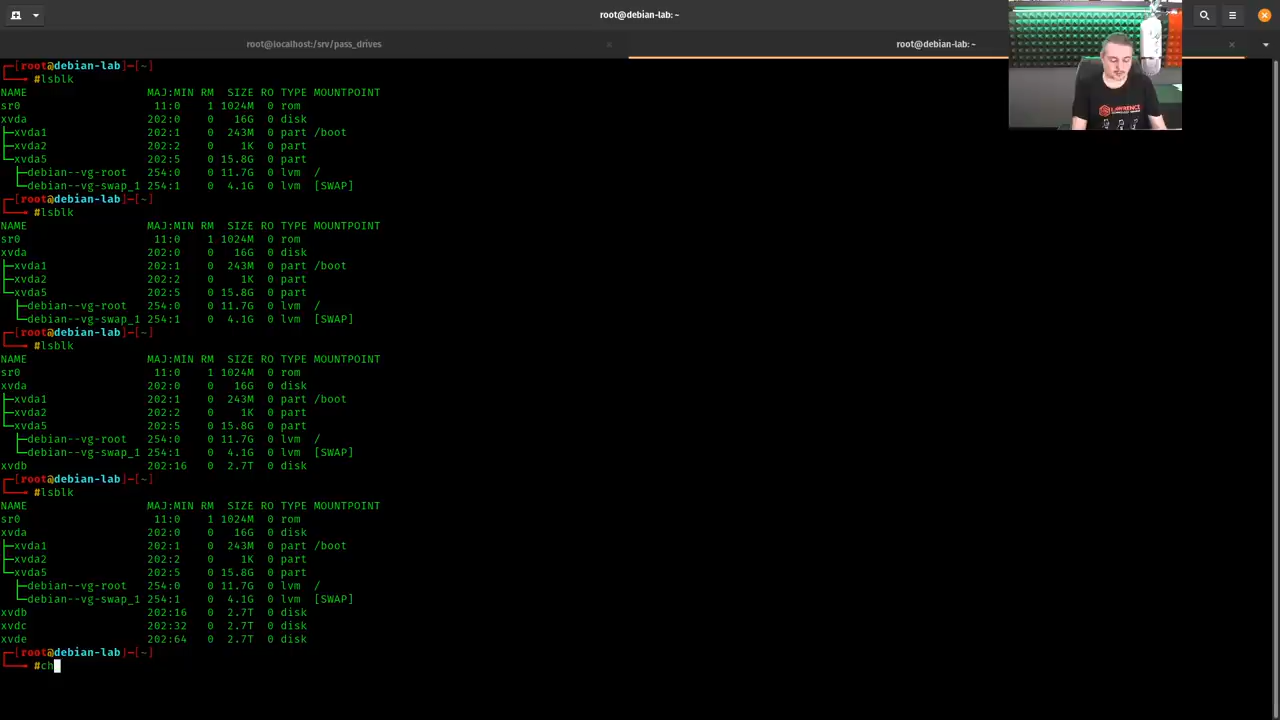 root@debian-lab: ~
root@localhost:/srv/pass_drives
root@debian-lab: ~
┌─[root@debian-lab]─[~]
└──╼ #lsblk
NAME                  MAJ:MIN RM  SIZE RO TYPE MOUNTPOINT
sr0                    11:0    1 1024M  0 rom
xvda                  202:0    0   16G  0 disk
├─xvda1               202:1    0  243M  0 part /boot
├─xvda2               202:2    0    1K  0 part
└─xvda5               202:5    0 15.8G  0 part
  ├─debian--vg-root   254:0    0 11.7G  0 lvm  /
  └─debian--vg-swap_1 254:1    0  4.1G  0 lvm  [SWAP]
┌─[root@debian-lab]─[~]
└──╼ #lsblk
NAME                  MAJ:MIN RM  SIZE RO TYPE MOUNTPOINT
sr0                    11:0    1 1024M  0 rom
xvda                  202:0    0   16G  0 disk
├─xvda1               202:1    0  243M  0 part /boot
├─xvda2               202:2    0    1K  0 part
└─xvda5               202:5    0 15.8G  0 part
  ├─debian--vg-root   254:0    0 11.7G  0 lvm  /
  └─debian--vg-swap_1 254:1    0  4.1G  0 lvm  [SWAP]
┌─[root@debian-lab]─[~]
└──╼ #lsblk
NAME                  MAJ:MIN RM  SIZE RO TYPE MOUNTPOINT
sr0                    11:0    1 1024M  0 rom
xvda                  202:0    0   16G  0 disk
├─xvda1               202:1    0  243M  0 part /boot
├─xvda2               202:2    0    1K  0 part
└─xvda5               202:5    0 15.8G  0 part
  ├─debian--vg-root   254:0    0 11.7G  0 lvm  /
  └─debian--vg-swap_1 254:1    0  4.1G  0 lvm  [SWAP]
xvdb                  202:16   0  2.7T  0 disk
┌─[root@debian-lab]─[~]
└──╼ #lsblk
NAME                  MAJ:MIN RM  SIZE RO TYPE MOUNTPOINT
sr0                    11:0    1 1024M  0 rom
xvda                  202:0    0   16G  0 disk
├─xvda1               202:1    0  243M  0 part /boot
├─xvda2               202:2    0    1K  0 part
└─xvda5               202:5    0 15.8G  0 part
  ├─debian--vg-root   254:0    0 11.7G  0 lvm  /
  └─debian--vg-swap_1 254:1    0  4.1G  0 lvm  [SWAP]
xvdb                  202:16   0  2.7T  0 disk
xvdc                  202:32   0  2.7T  0 disk
xvde                  202:64   0  2.7T  0 disk
┌─[root@debian-lab]─[~]
└──╼ #ch
LAWRENCE